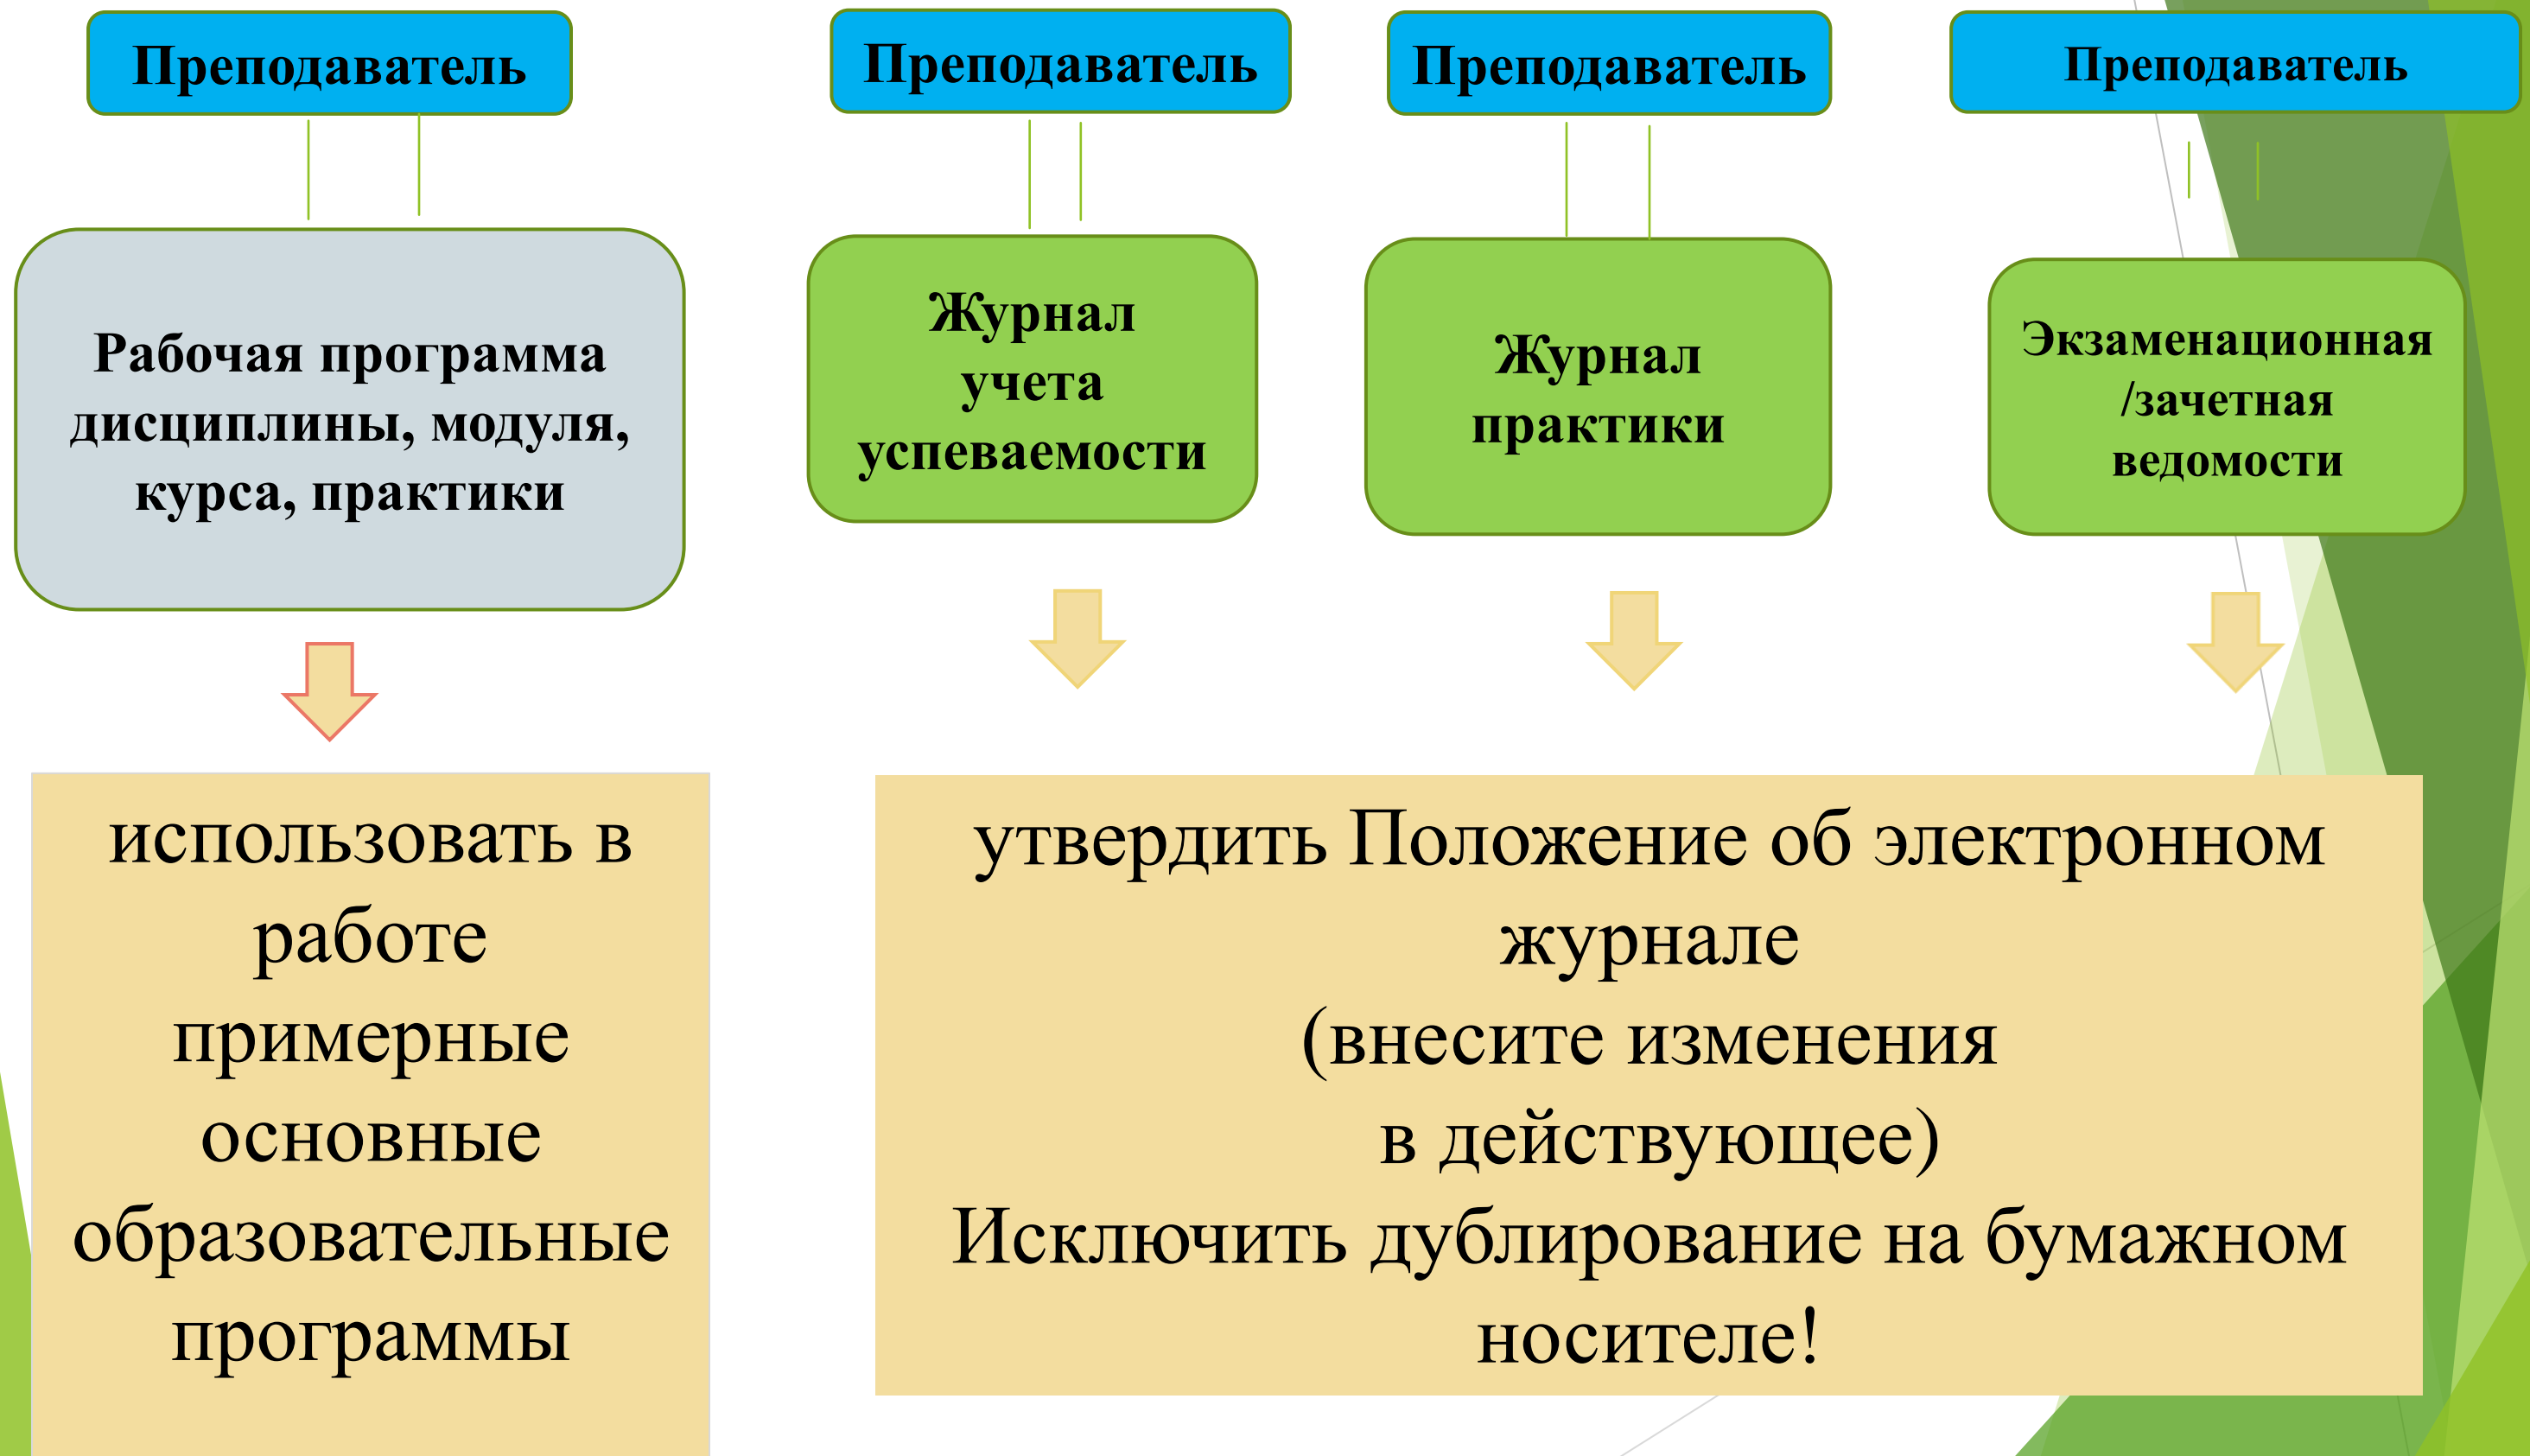 Преподаватель
Преподаватель
Преподаватель
Преподаватель
Рабочая программа
дисциплины, модуля,
курса, практики
Журнал
учета
успеваемости
Журнал
практики
Экзаменационная
/зачетная
ведомости
использовать в
работе
примерные
основные
образовательные
программы
утвердить Положение об электронном
журнале
(внесите изменения
в действующее)
Исключить дублирование на бумажном
носителе!